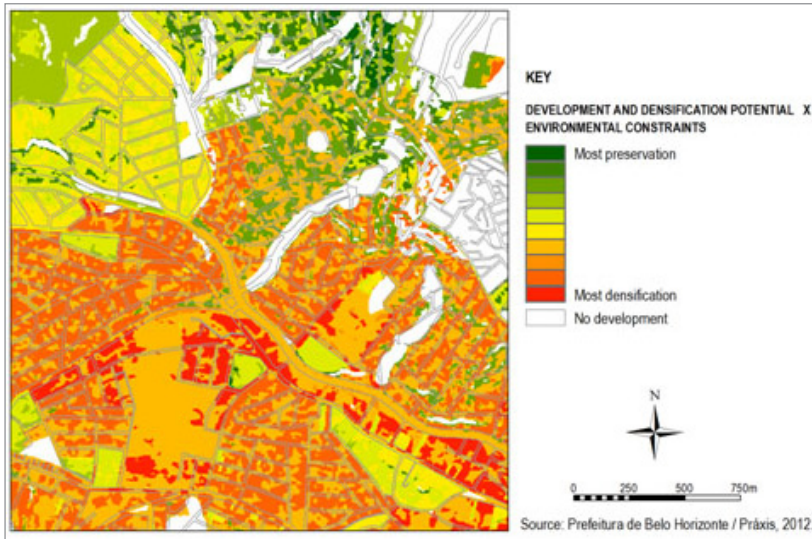 KEY
DEVELOPMENT AND DENSIFICATION POTENTIAL X
ENVIRONMENTAL CONSTRAINTS
Most preservation
Most densification
No development
N
0 250 500 750m
Source: Prefeitura de Belo Horizonte / Práxis, 2012